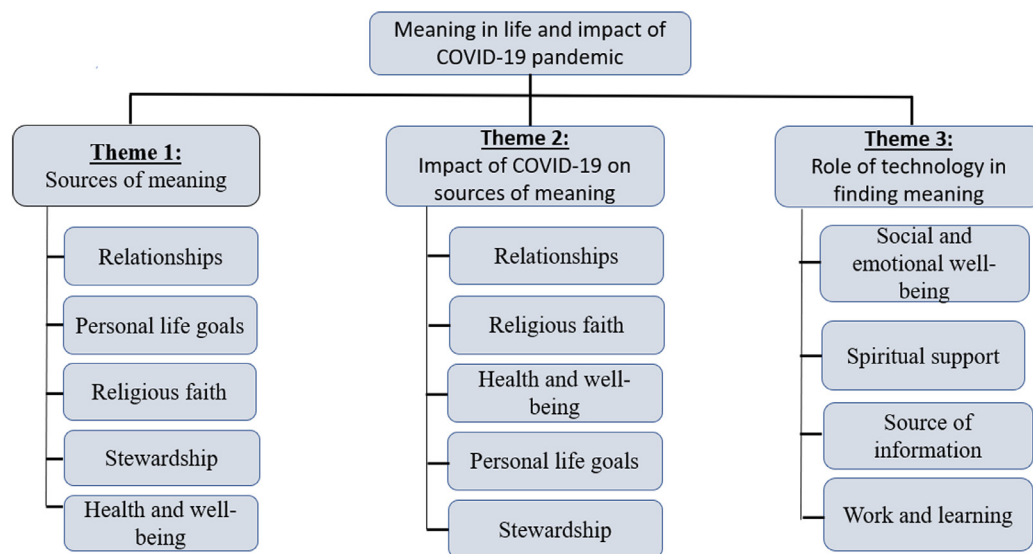 Meaning in life and impact of
COVID-19 pandemic
Theme 1:
Sources of meaning
Relationships
Personal life goals
Religious faith
Stewardship
Health and well-
being
Theme 2:
Impact of COVID-19 on
sources of meaning
Relationships
Religious faith
Health and well-
being
Personal life goals
Stewardship
Theme 3:
Role of technology in
finding meaning
Social and
emotional well-
being
Spiritual support
Source of
information
Work and learning